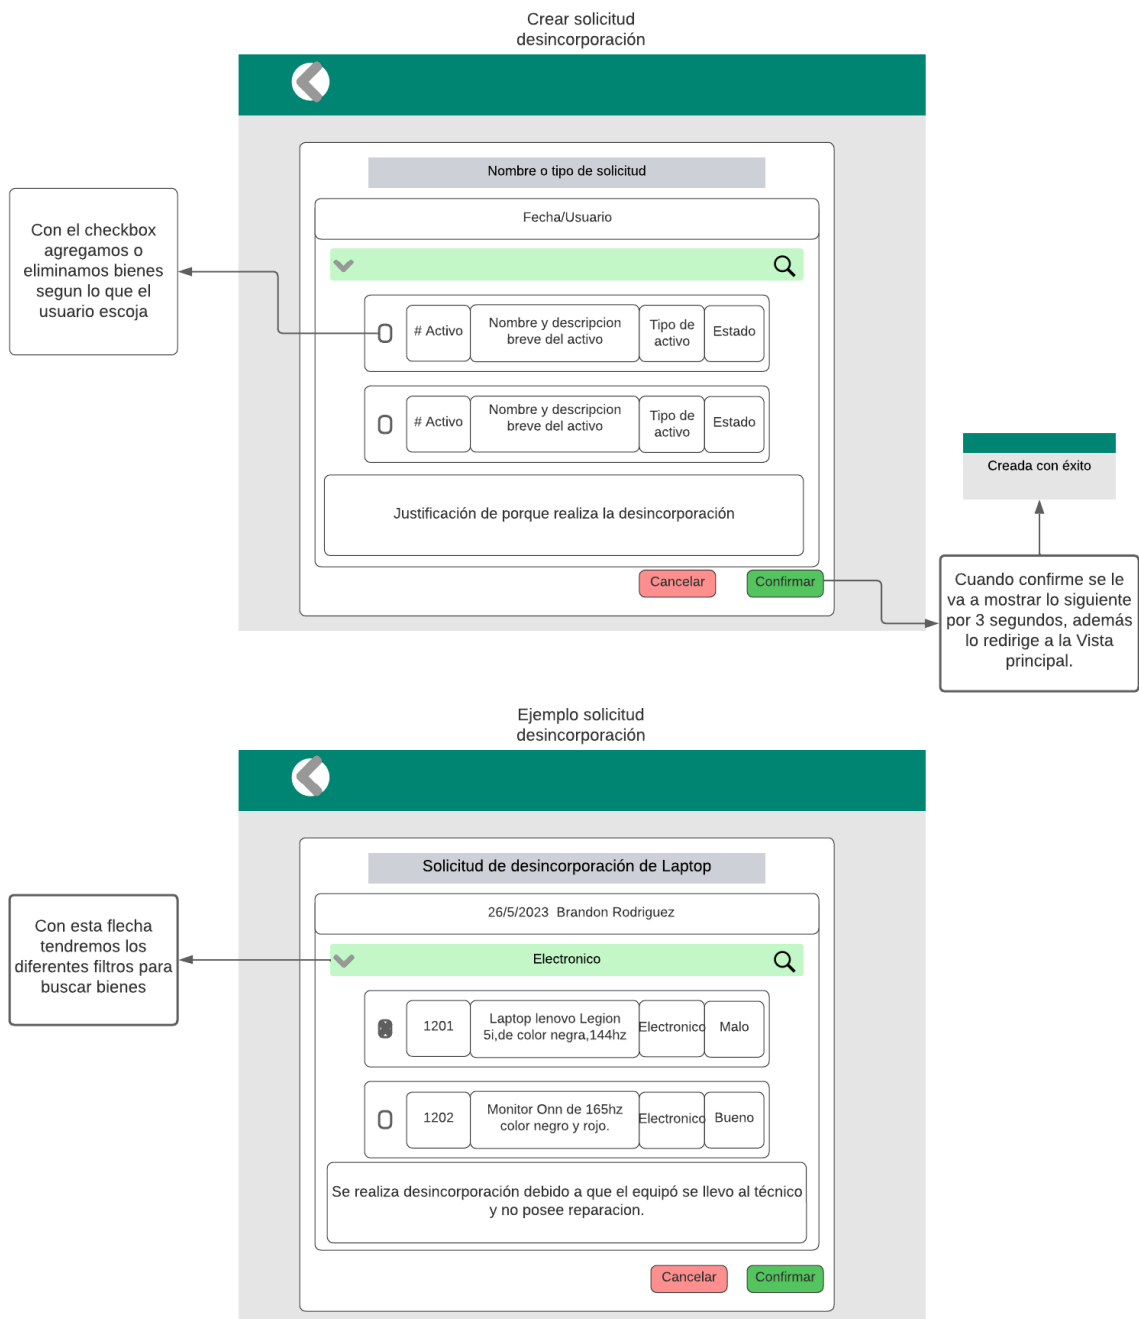 Crear solicitud
desincorporación
Nombre o tipo de solicitud
Fecha/Usuario
Con el checkbox
agregamos o
eliminamos bienes
segun lo que el
usuario escoja
# Activo
Nombre y descripcion
breve del activo
Tipo de
activo
Estado
# Activo
Nombre y descripcion
breve del activo
Tipo de
activo
Estado
Justificación de porque realiza la desincorporación
Cancelar
Confirmar
Creada con éxito
Cuando confirme se le
va a mostrar lo siguiente
por 3 segundos, además
lo redirige a la Vista
principal.
Ejemplo solicitud
desincorporación
Solicitud de desincorporación de Laptop
26/5/2023 Brandon Rodriguez
Con esta flecha
tendremos los
diferentes filtros para
buscar bienes
Electronico
1201
Laptop lenovo Legion
5i,de color negra,144hz
Electronico
Malo
1202
Monitor Onn de 165hz
color negro y rojo.
Electronico
Bueno
Se realiza desincorporación debido a que el equipó se llevo al técnico
y no posee reparacion.
Cancelar
Confirmar